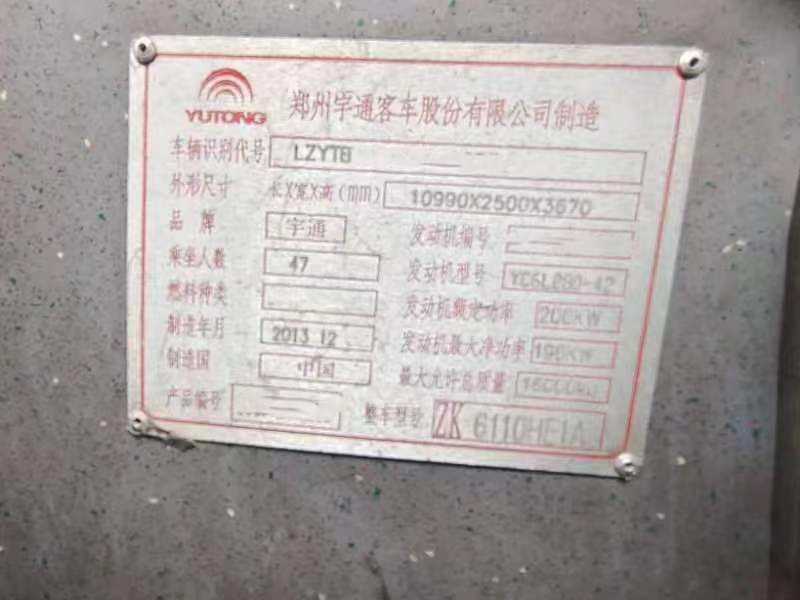 YUTONG 郑州宇通客车股份有限公司制造
车辆识别代号 LZYTB
外形尺寸 长X宽X高(mm) 10990X2500X3670
品牌 宇通 发动机编号
乘坐人数 47 发动机型号
燃料种类 发动机额定功率 200KW
制造年月 2013 12 发动机最大净功率
制造国 中国 最大允许总质量
产品编号 整车型号 ZK 6110HE1A